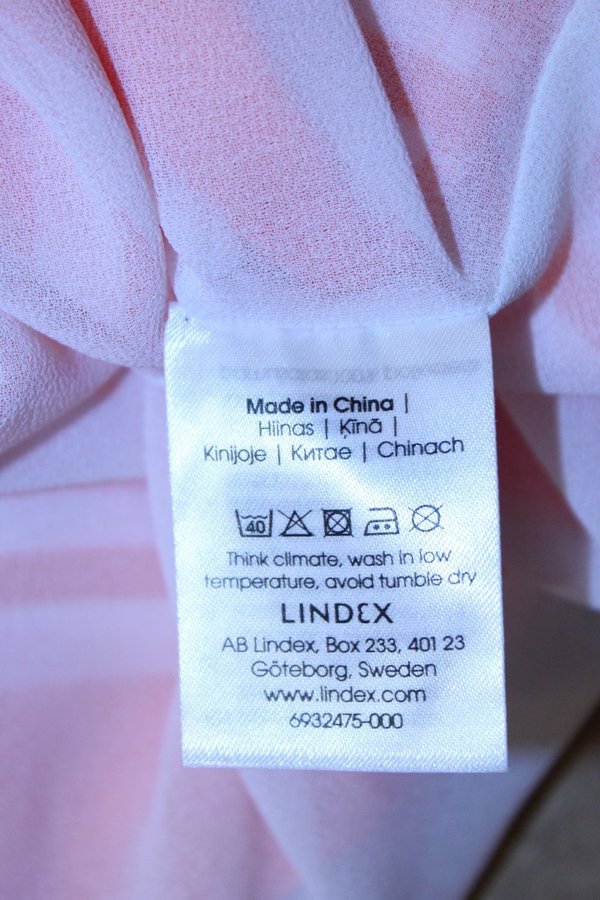 Made in China |
Hiinas | Ķīnā |
Kinijoje | Китае | Chinach
40
Think climate, wash in low
temperature, avoid tumble dry
LINDEX
AB Lindex, Box 233, 401 23
Göteborg, Sweden
www.lindex.com
6932475-000